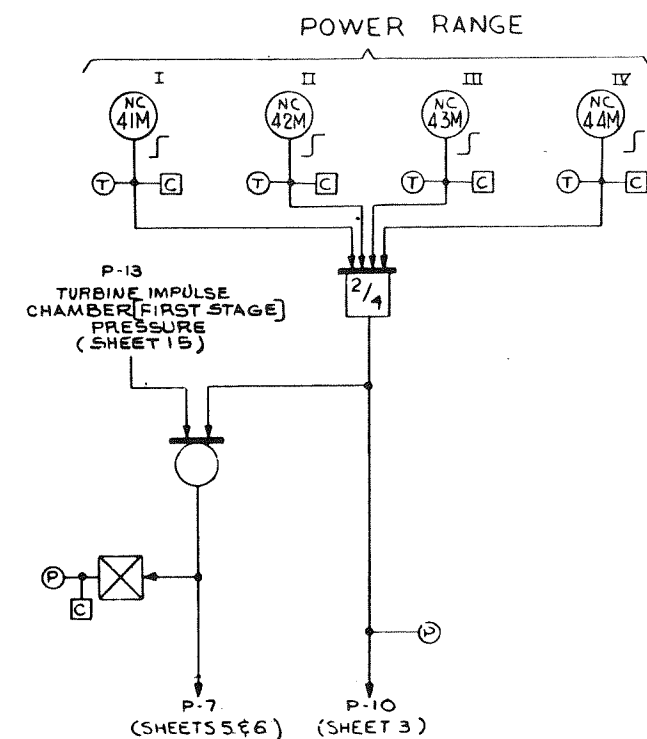 POWER RANGE
I II III IV
NC 41M
NC 42M
NC 43M
NC 44M
T C T C T C T C
2/4
P-13
TURBINE IMPULSE
CHAMBER [FIRST STAGE]
PRESSURE
(SHEET 15)
P
C
P
P-7
(SHEETS 5 & 6)
P-10
(SHEET 3)